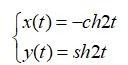 x(t) = -ch2t
y(t) = sh2t